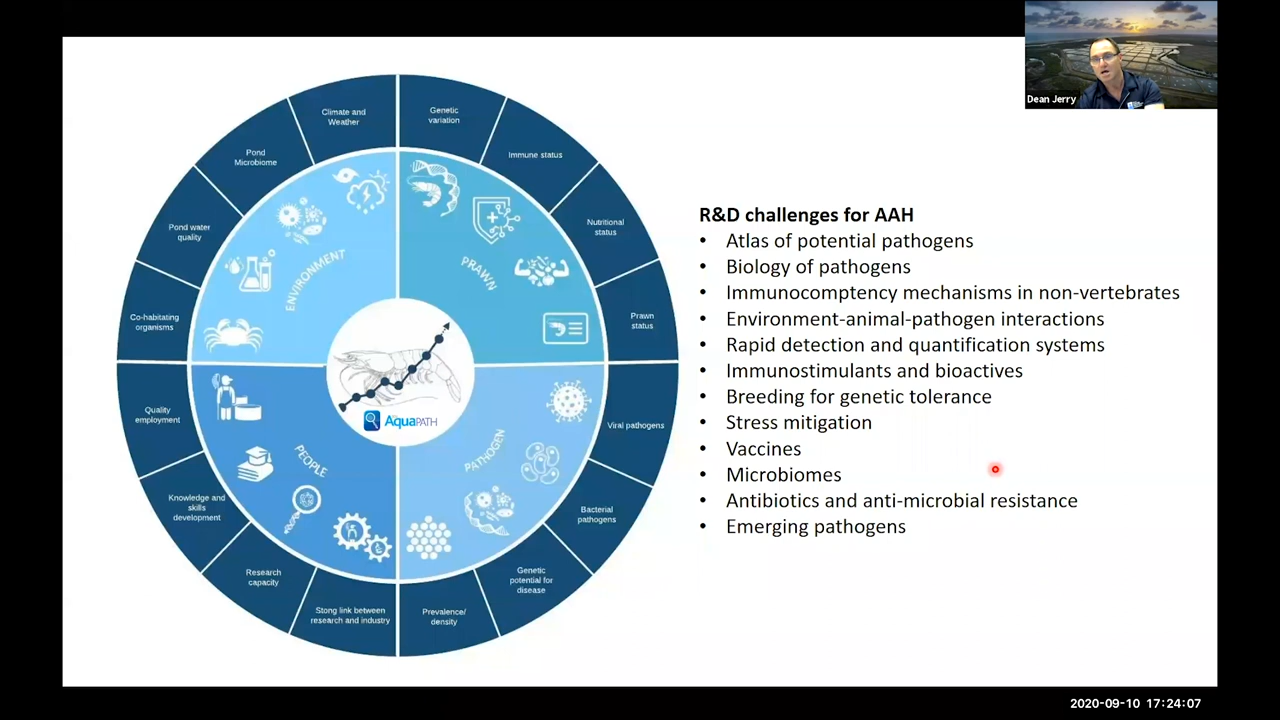 Dean Jerry
Climate and
Weather
Genetic
variation
Pond
Microbiome
Immune status
Pond water
quality
Nutritional
status
Co-habitating
organisms
Prawn
status
ENVIRONMENT
PRAWN
AquaPATH
Quality
employment
Viral pathogens
PEOPLE
PATHOGEN
Knowledge and
skills
development
Bacterial
pathogens
Research
capacity
Genetic
potential for
disease
Stong link between
research and industry
Prevalence/
density
R&D challenges for AAH
• Atlas of potential pathogens
• Biology of pathogens
• Immunocomptency mechanisms in non-vertebrates
• Environment-animal-pathogen interactions
• Rapid detection and quantification systems
• Immunostimulants and bioactives
• Breeding for genetic tolerance
• Stress mitigation
• Vaccines
• Microbiomes
• Antibiotics and anti-microbial resistance
• Emerging pathogens
2020-09-10 17:24:07